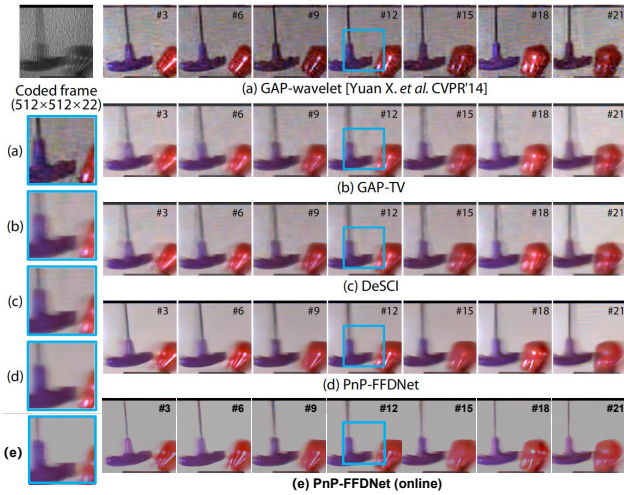 #3 #6 #9 #12 #15 #18 #21
(a) GAP-wavelet [Yuan X. et al. CVPR'14]
Coded frame
(512×512×22)
#3 #6 #9 #12 #15 #18 #21
(a)
(b) GAP-TV
#3 #6 #9 #12 #15 #18 #21
(b)
(c) DeSCI
(c)
#3 #6 #9 #12 #15 #18 #21
(d)
(d) PnP-FFDNet
#3 #6 #9 #12 #15 #18 #21
(e)
(e) PnP-FFDNet (online)